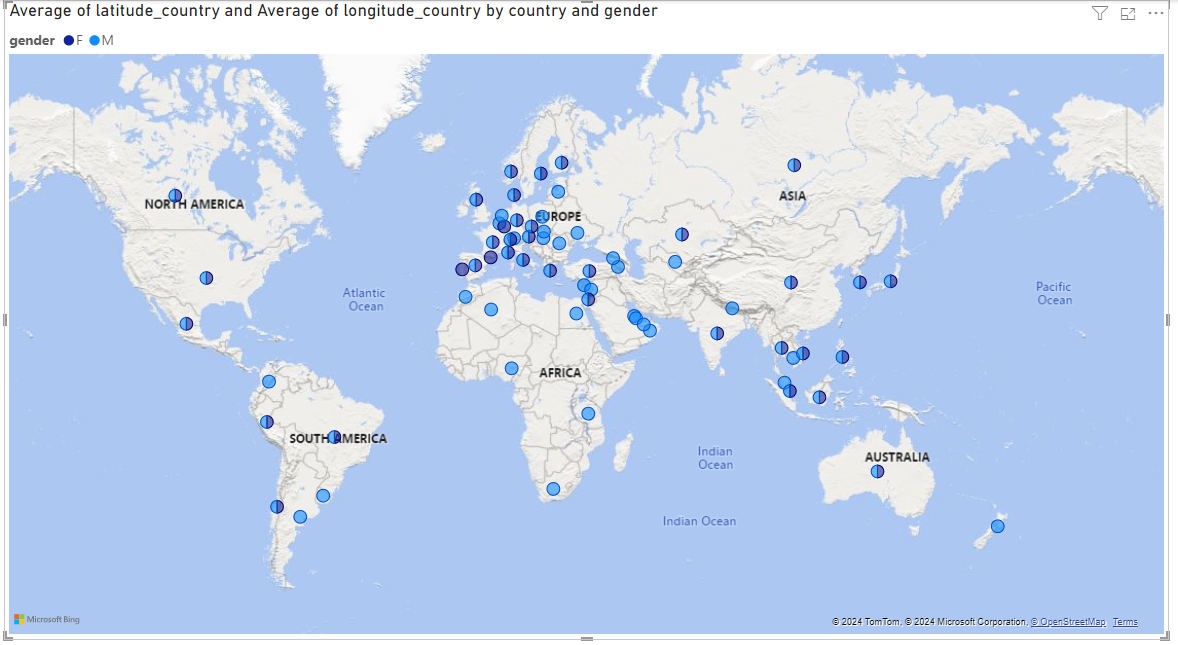 Average of latitude_country and Average of longitude_country by country and gender
gender F M
NORTH AMERICA
ASIA
EUROPE
Atlantic
Ocean
Pacific
Ocean
AFRICA
SOUTH AMERICA
Indian
Ocean
AUSTRALIA
Indian Ocean
Microsoft Bing
© 2024 TomTom, © 2024 Microsoft Corporation, © OpenStreetMap Terms